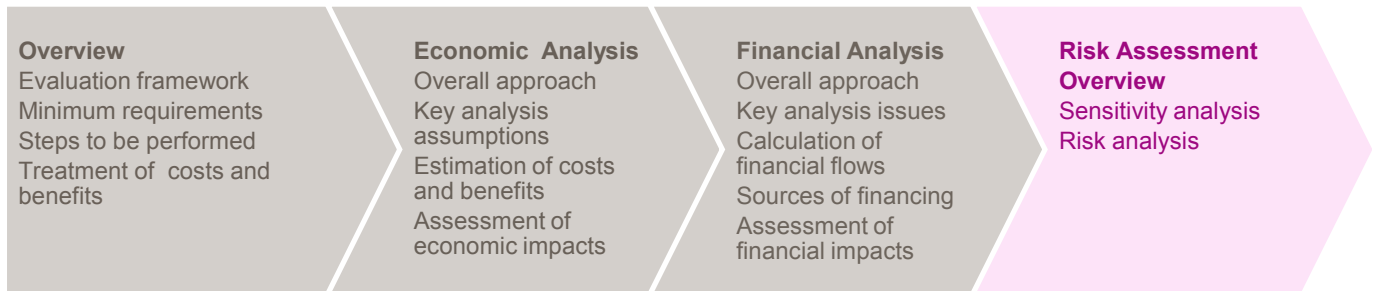 Overview
Evaluation framework
Minimum requirements
Steps to be performed
Treatment of costs and
benefits
Economic Analysis
Overall approach
Key analysis
assumptions
Estimation of costs
and benefits
Assessment of
economic impacts
Financial Analysis
Overall approach
Key analysis issues
Calculation of
financial flows
Sources of financing
Assessment of
financial impacts
Risk Assessment
Overview
Sensitivity analysis
Risk analysis